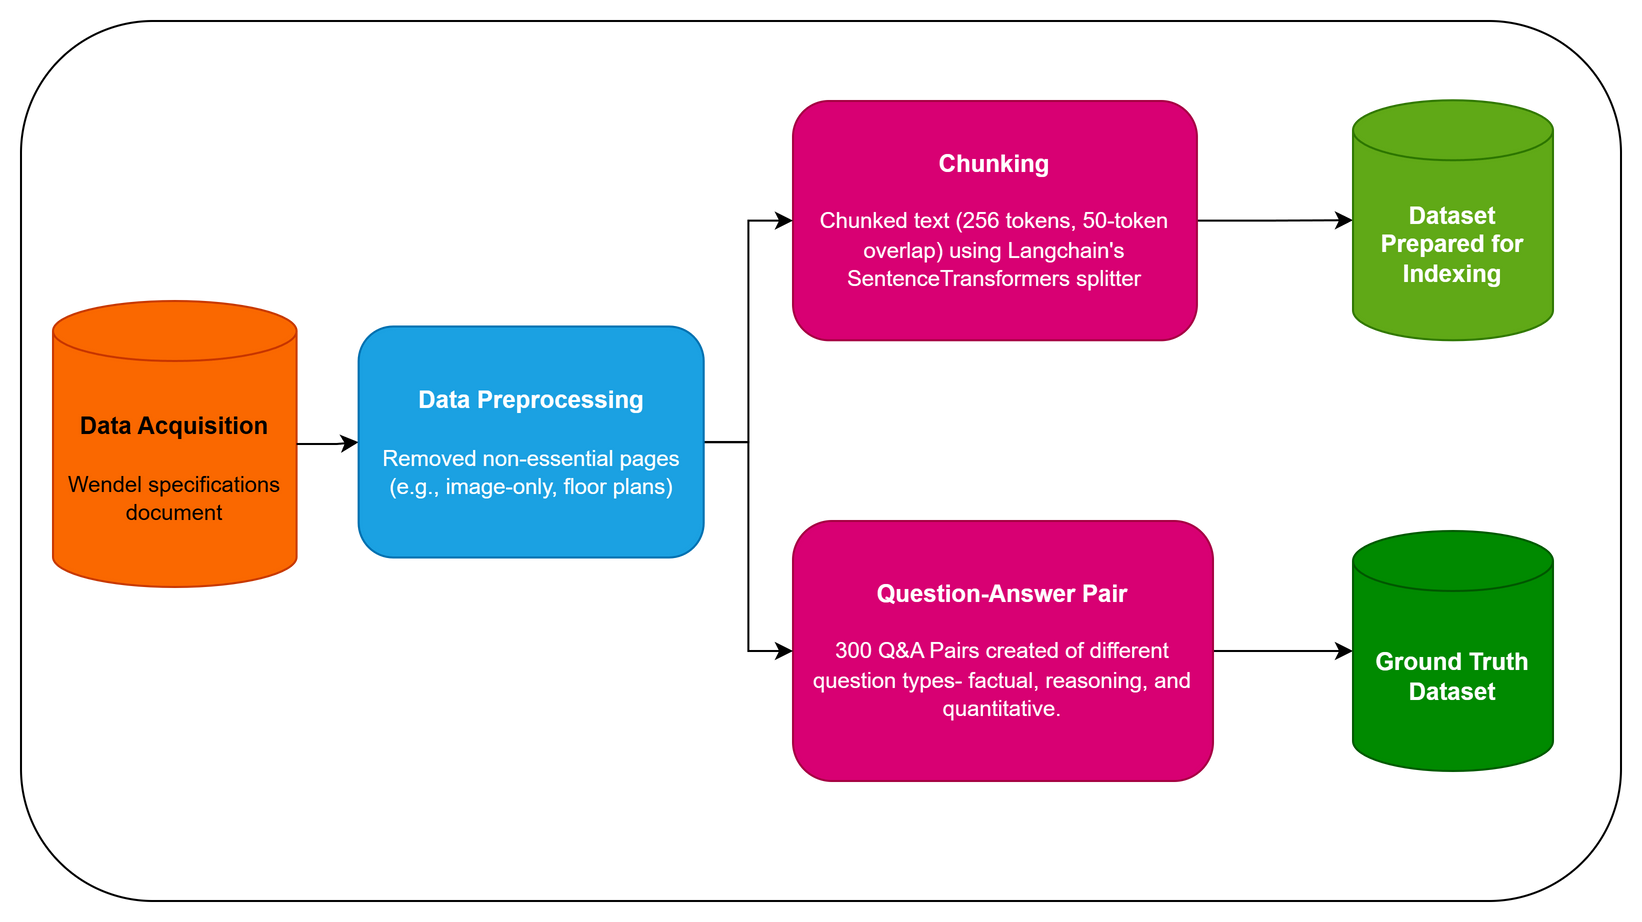 Data Acquisition
Wendel specifications
document
Data Preprocessing
Removed non-essential pages
(e.g., image-only, floor plans)
Chunking
Chunked text (256 tokens, 50-token
overlap) using Langchain's
SentenceTransformers splitter
Dataset
Prepared for
Indexing
Question-Answer Pair
300 Q&A Pairs created of different
question types- factual, reasoning, and
quantitative.
Ground Truth
Dataset